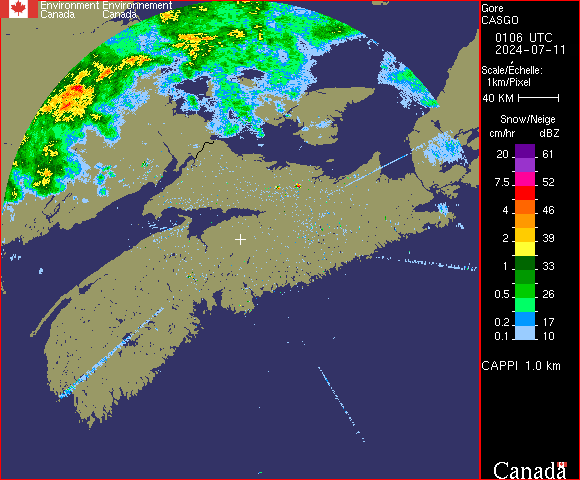 Environment Environnement
Canada Canada
Gore
CASGO
0106 UTC
2024-07-11
Scale/Échelle:
1km/Pixel
40 KM
Snow/Neige
cm/hr dBZ
20 61
7.5 52
4 46
2 39
1 33
0.5 26
0.2 17
0.1 10
CAPPI 1.0 km
Canada